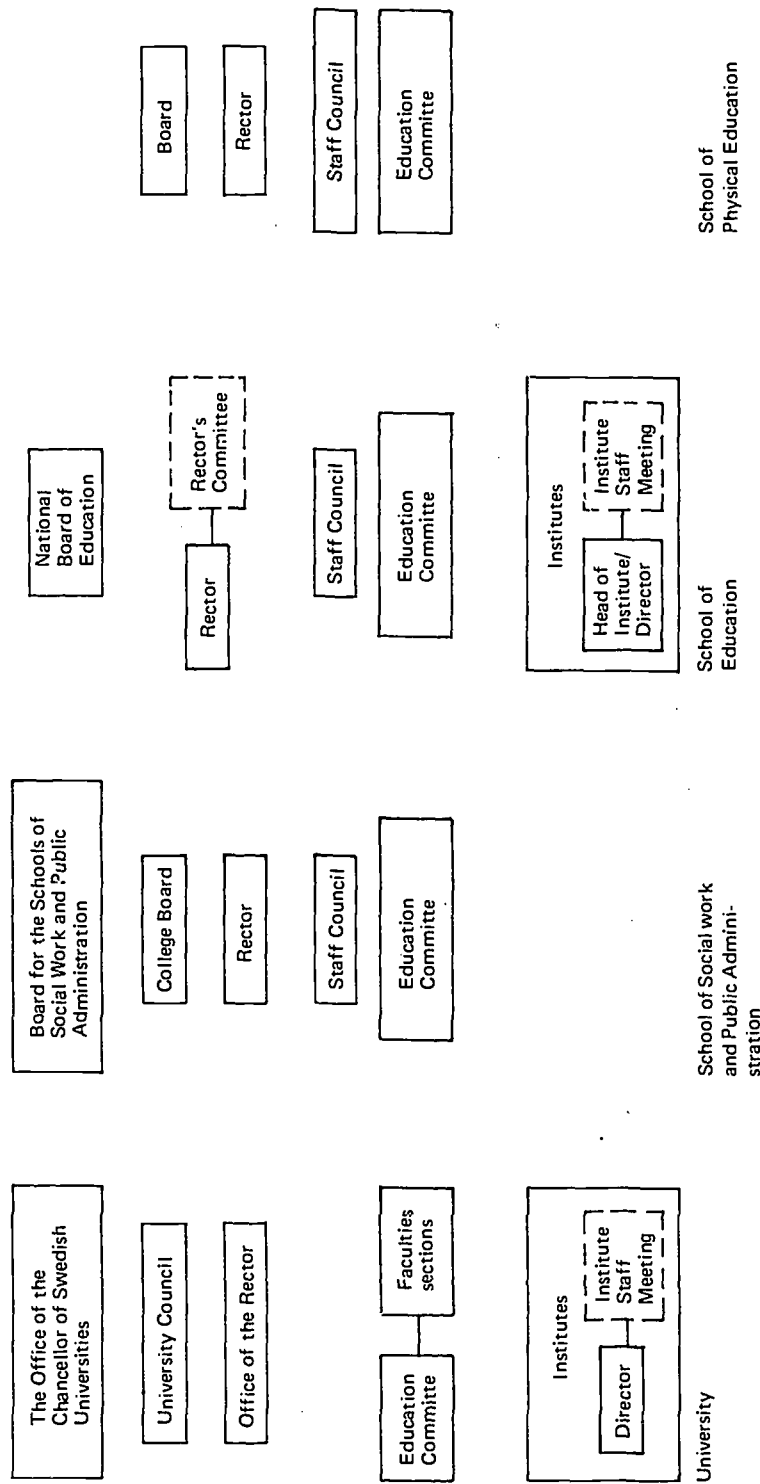 The Office of the
Chancellor of Swedish
Universities
University Council
Office of the Rector
Education
Committe
Faculties
sections
Institutes
Director
Institute
Staff
Meeting
University
Board for the Schools of
Social Work and Public
Administration
College Board
Rector
Staff Council
Education
Committe
School of Social work
and Public Admini-
stration
National
Board of
Education
Rector
Rector's
Committee
Staff Council
Education
Committe
Institutes
Head of
Institute/
Director
Institute
Staff
Meeting
School of
Education
Board
Rector
Staff Council
Education
Committe
School of
Physical Education